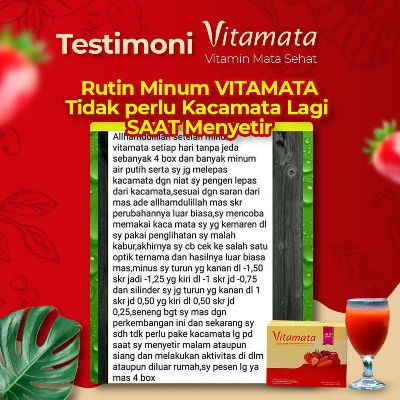 Testimoni Vitamata
Vitamin Mata Sehat
Rutin Minum VITAMATA
Tidak perlu Kacamata Lagi
SAAT Menyetir
Allhamdulillah setelah minum
vitamata setiap hari tanpa jeda
sebanyak 4 box dan banyak minum
air putih serta sy jg melepas
kacamata dgn niat sy pengen lepas
dari kacamata,sesuai dgn saran dari
mas ade allhamdulillah mas skr
perubahannya luar biasa,sy mencoba
memakai kaca mata sy yg kemaren dl
sy pakai penglihatan sy malah
kabur,akhirnya sy cb cek ke salah satu
optik ternama dan hasilnya luar biasa
mas,minus sy turun yg kanan dl -1,50
skr jadi -1,25 yg kiri dl -1 skr jd -0,75
dan silinder sy turun yg kanan dl 1
skr jd 0,50 yg kiri dl 0,50 skr jd
0,25,seneng bgt sy mas dgn
perkembangan ini dan sekarang sy
sdh tdk perlu pake kacamata lg pd
saat sy menyetir malam ataupun
siang dan melakukan aktivitas di dlm
ataupun diluar rumah,sy pesen lg ya
mas 4 box
Vitamata